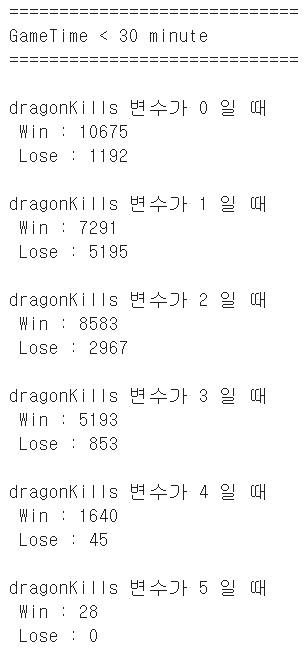 ==============================
GameTime < 30 minute
==============================
dragonKills 변수가 0 일 때
Win : 10675
Lose : 1192
dragonKills 변수가 1 일 때
Win : 7291
Lose : 5195
dragonKills 변수가 2 일 때
Win : 8583
Lose : 2967
dragonKills 변수가 3 일 때
Win : 5193
Lose : 853
dragonKills 변수가 4 일 때
Win : 1640
Lose : 45
dragonKills 변수가 5 일 때
Win : 28
Lose : 0